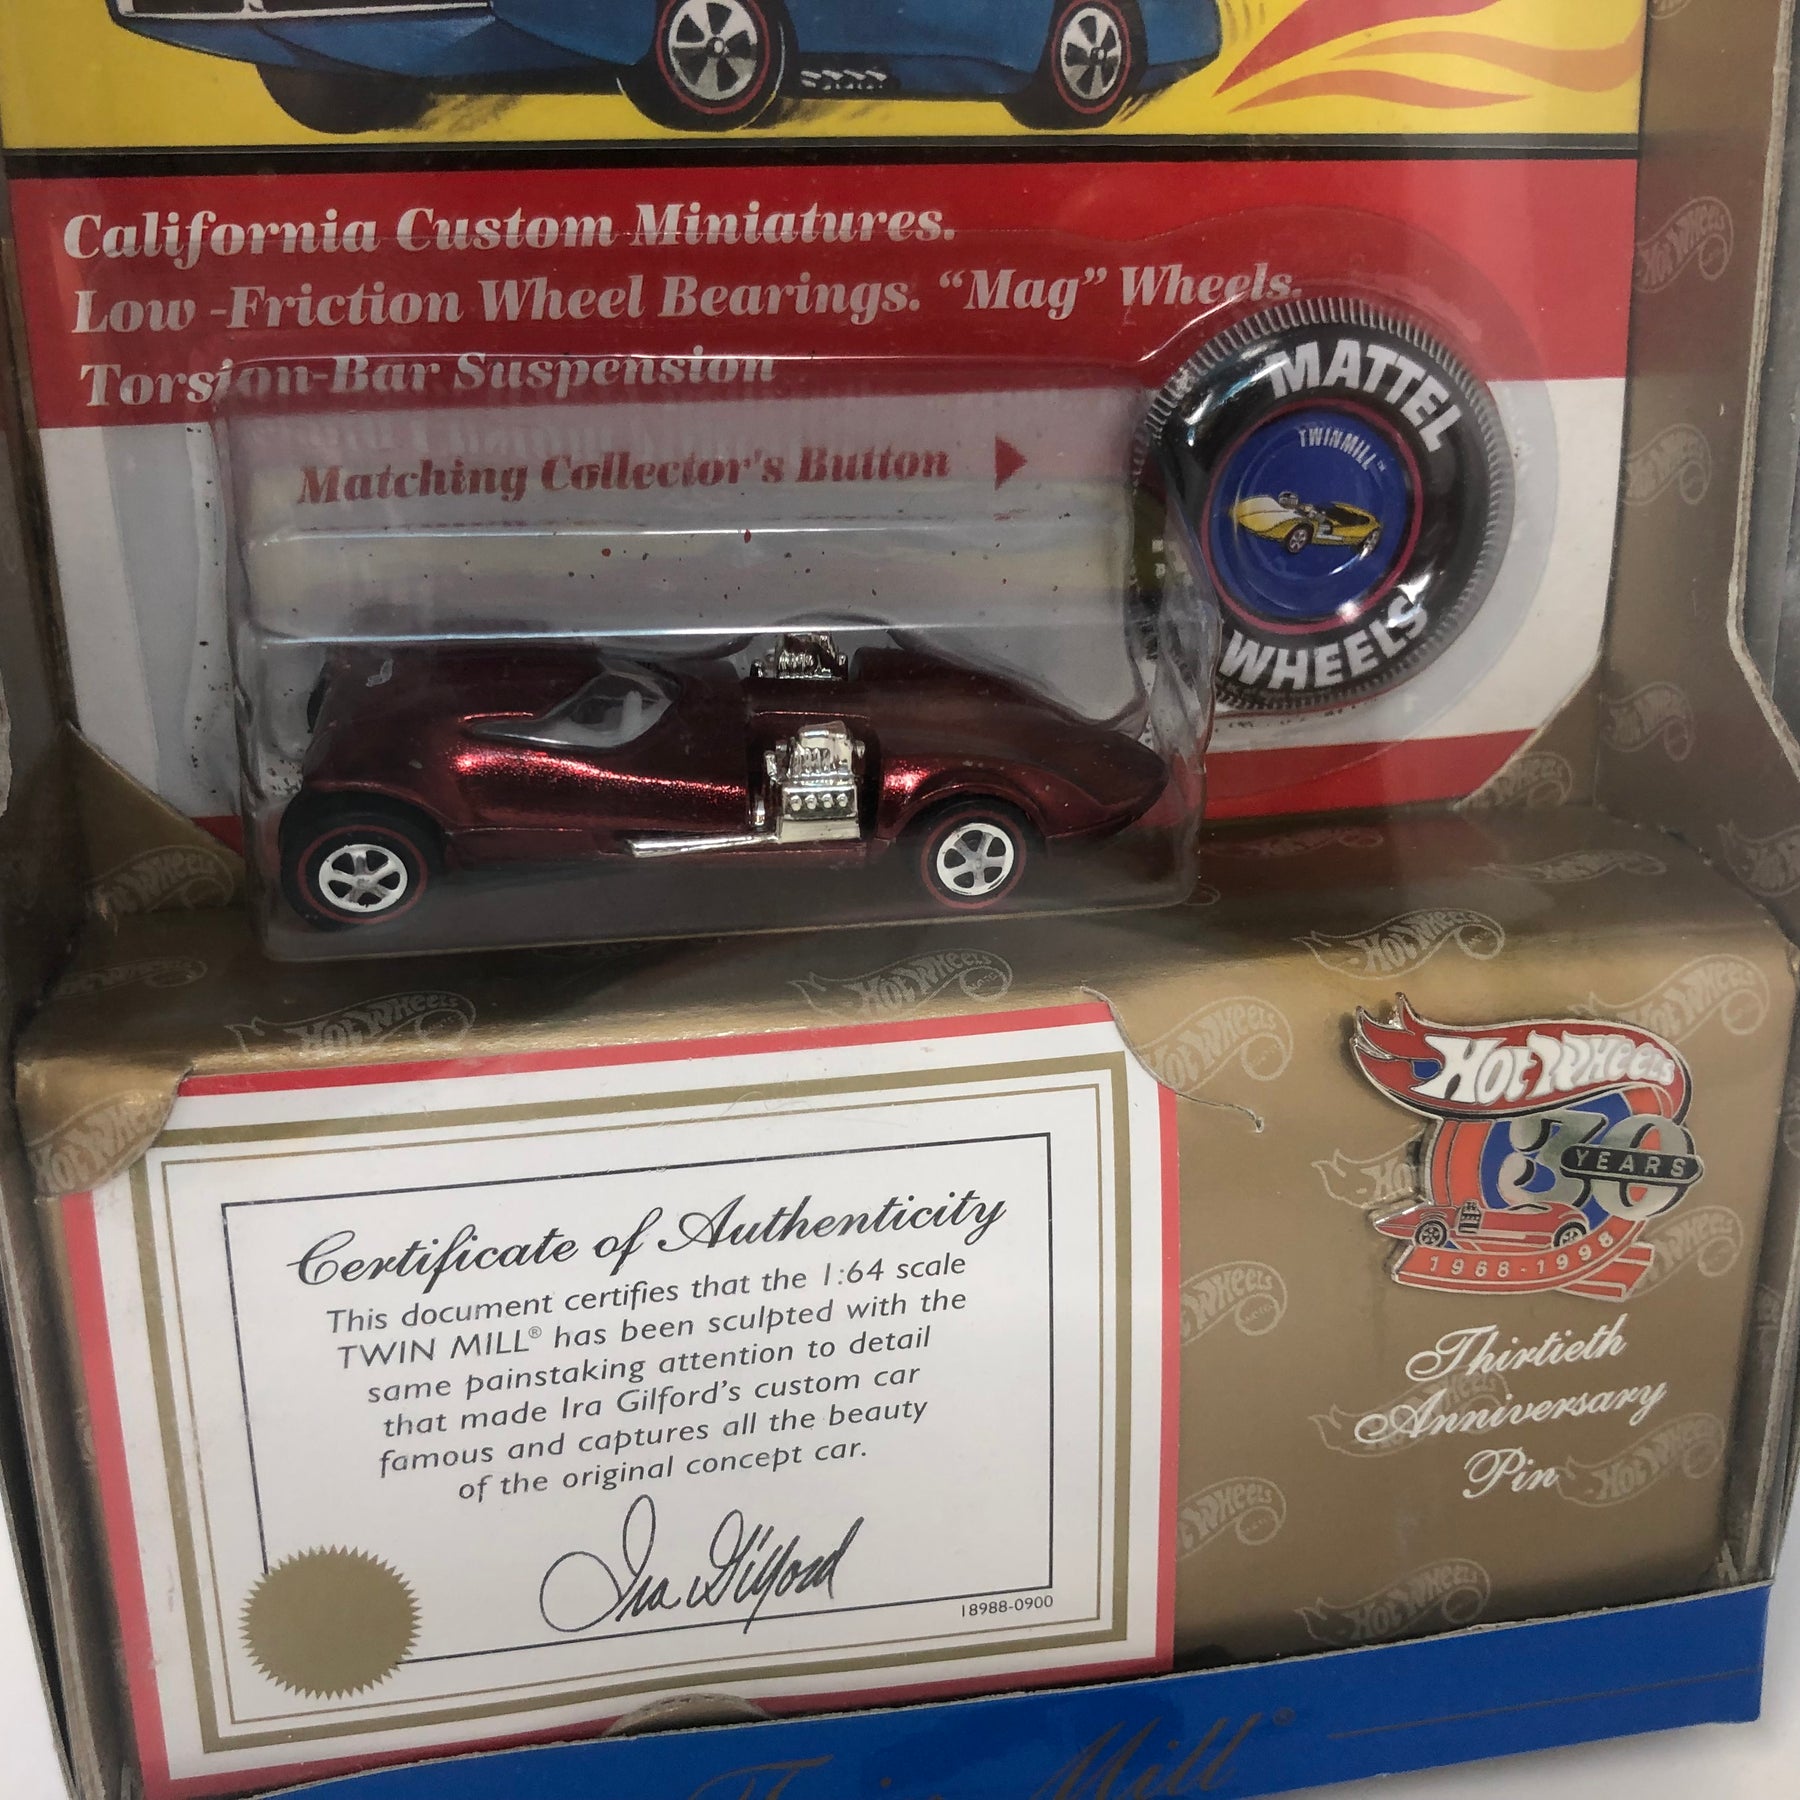 California Custom Miniatures.
Low-Friction Wheel Bearings. “Mag” Wheels.
Torsion-Bar Suspension
Matching Collector's Button
MATTEL
TWINMILL™
WHEELS
HOT WHEELS
30
YEARS
1968-1998
Thirtieth
Anniversary
Pin
Certificate of Authenticity
This document certifies that the 1:64 scale
TWIN MILL® has been sculpted with the
same painstaking attention to detail
that made Ira Gilford's custom car
famous and captures all the beauty
of the original concept car.
Ira Gilford
18988-0900
Twin Mill®